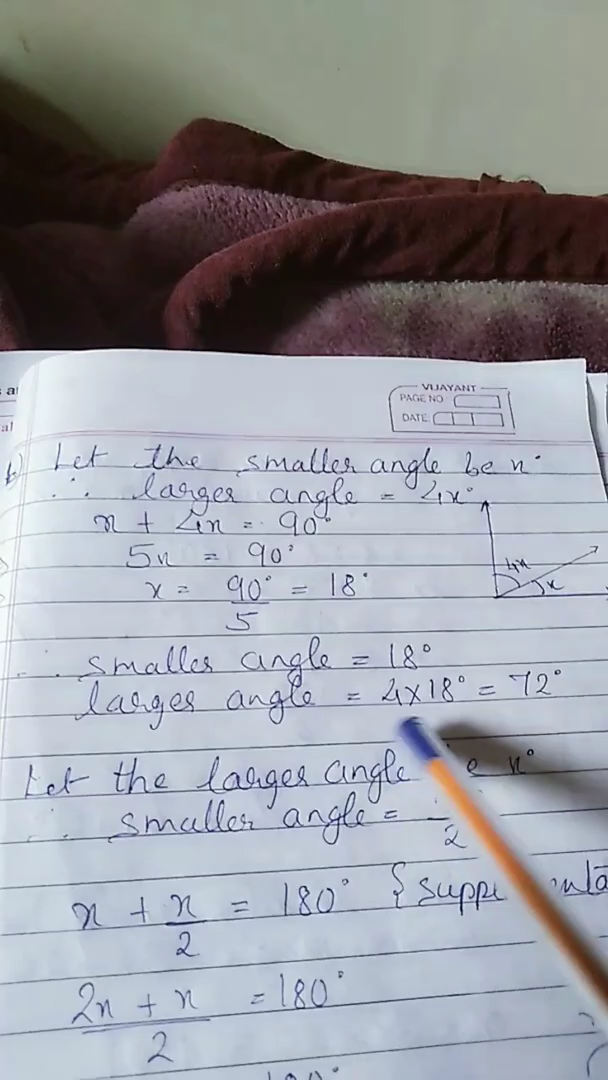 VIJAYANT
PAGE NO
DATE
b) Let the smaller angle be x°
∴ larger angle = 4x°
x + 4x = 90°
5x = 90°
x = 90°/5 = 18°
4x
x
∴ smaller angle = 18°
larger angle = 4×18° = 72°
Let the larger angle x°
∴ smaller angle = 2
x + x/2 = 180° {
2x + x/2 = 180°